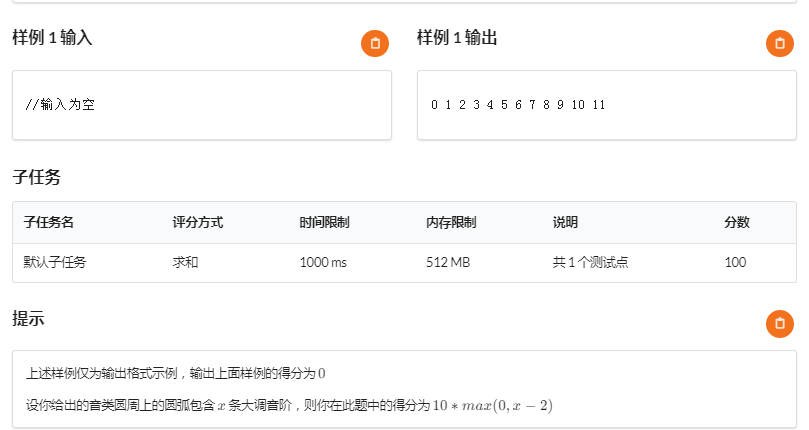 样例 1 输入
样例 1 输出
//输入为空
0 1 2 3 4 5 6 7 8 9 10 11
子任务
子任务名 评分方式 时间限制 内存限制 说明 分数
默认子任务 求和 1000 ms 512 MB 共 1 个测试点 100
提示
上述样例仅为输出格式示例，输出上面样例的得分为 0
设你给出的音类圆周上的圆弧包含 x 条大调音阶，则你在此题中的得分为 10 * max(0, x − 2)